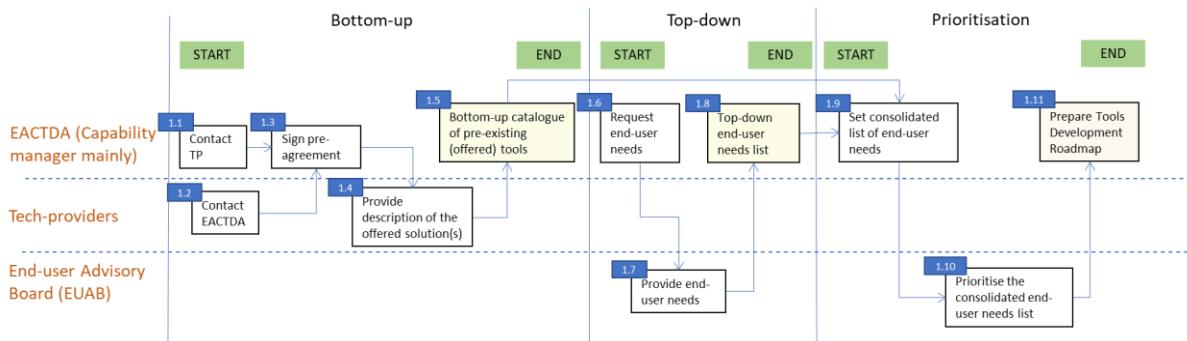 Bottom-up
Top-down
Prioritisation
START
END
START
END
START
END
EACTDA (Capability
manager mainly)
1.1
Contact
TP
1.3
Sign pre-
agreement
1.5
Bottom-up catalogue
of pre-existing
(offered) tools
1.6
Request
end-user
needs
1.8
Top-down
end-user
needs list
1.9
Set consolidated
list of end-user
needs
1.11
Prepare Tools
Development
Roadmap
Tech-providers
1.2
Contact
EACTDA
1.4
Provide
description of the
offered solution(s)
End-user Advisory
Board (EUAB)
1.7
Provide end-
user needs
1.10
Prioritise the
consolidated end-
user needs list